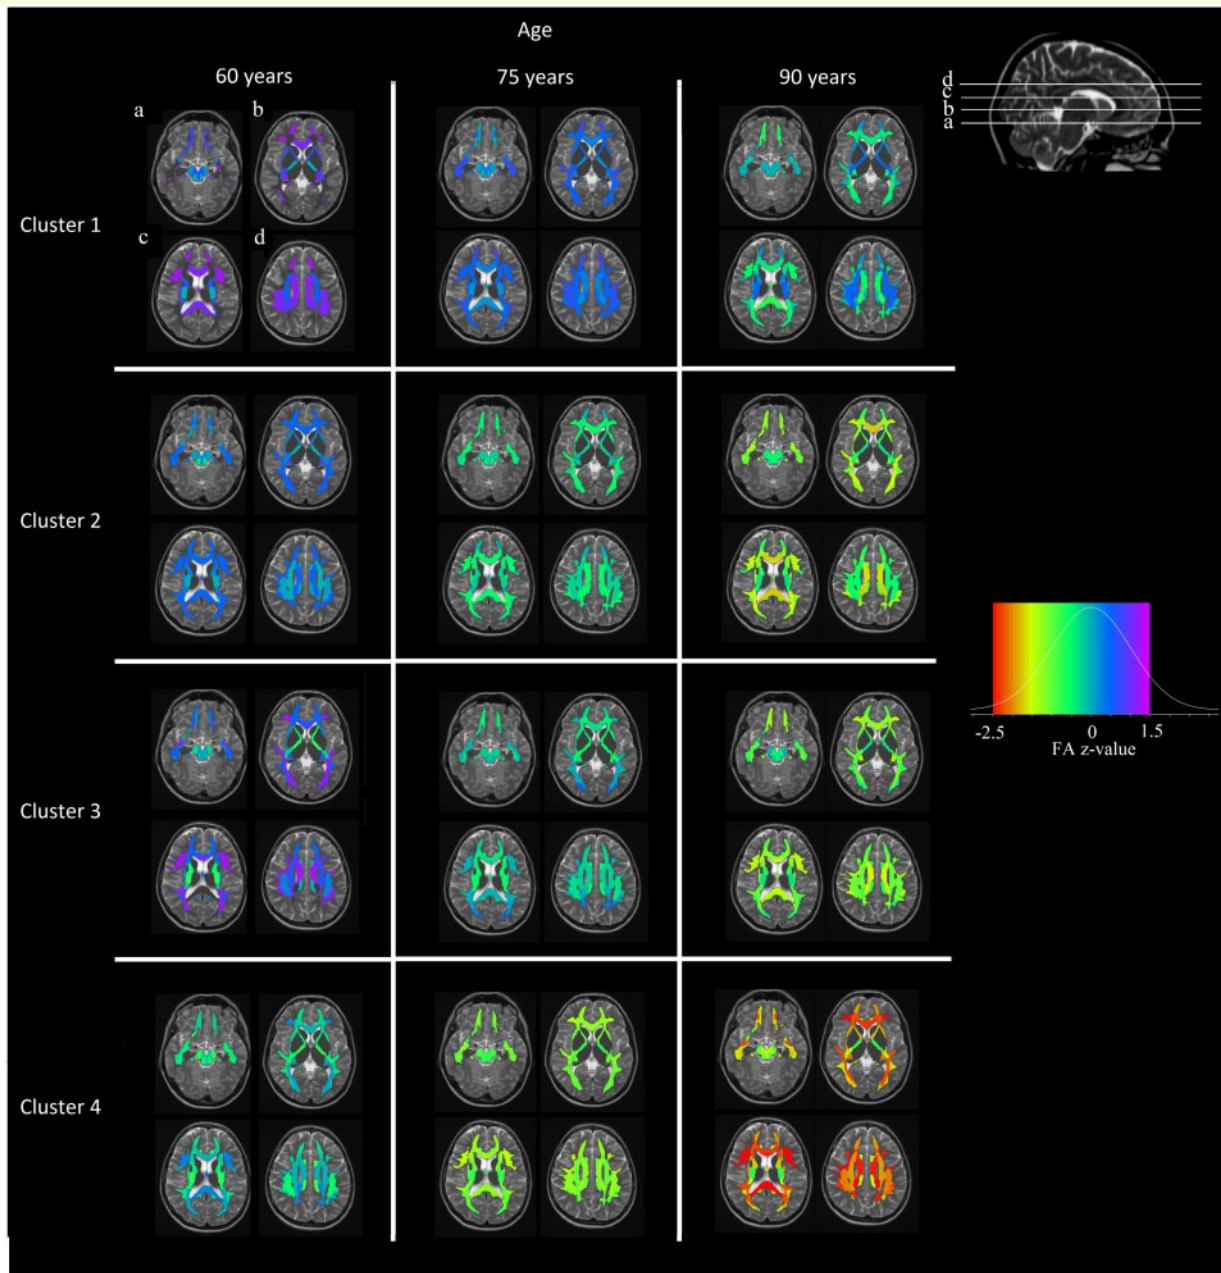 Age
60 years 75 years 90 years
a b
c d
d
c
b
a
Cluster 1
Cluster 2
Cluster 3
Cluster 4
-2.5 0 1.5
FA z-value